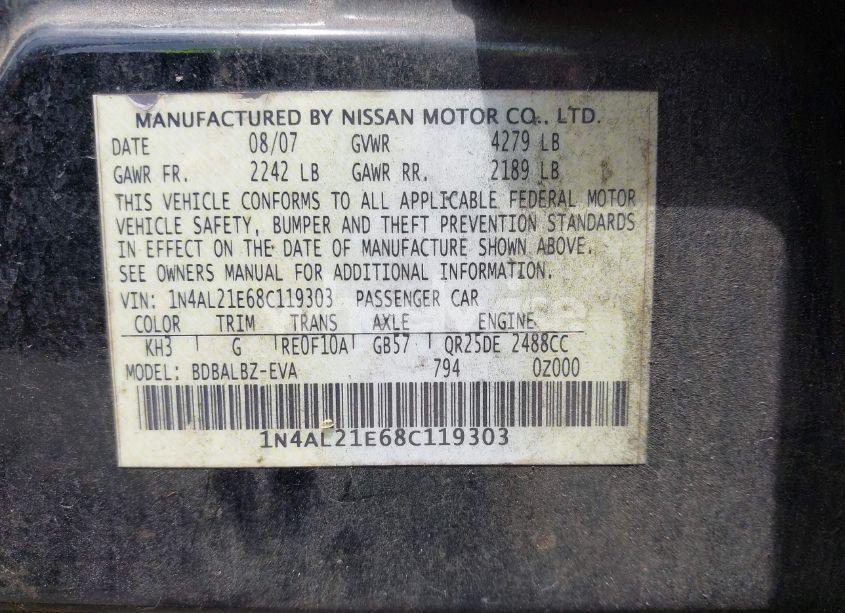 MANUFACTURED BY NISSAN MOTOR CO., LTD.
DATE 08/07 GVWR 4279 LB
GAWR FR. 2242 LB GAWR RR. 2189 LB
THIS VEHICLE CONFORMS TO ALL APPLICABLE FEDERAL MOTOR
VEHICLE SAFETY, BUMPER AND THEFT PREVENTION STANDARDS
IN EFFECT ON THE DATE OF MANUFACTURE SHOWN ABOVE.
SEE OWNERS MANUAL FOR ADDITIONAL INFORMATION.
VIN: 1N4AL21E68C119303 PASSENGER CAR
COLOR TRIM TRANS AXLE ENGINE
KH3 G RE0F10A GB57 QR25DE 2488CC
MODEL: BDBALBZ-EVA 794 0Z000
1N4AL21E68C119303